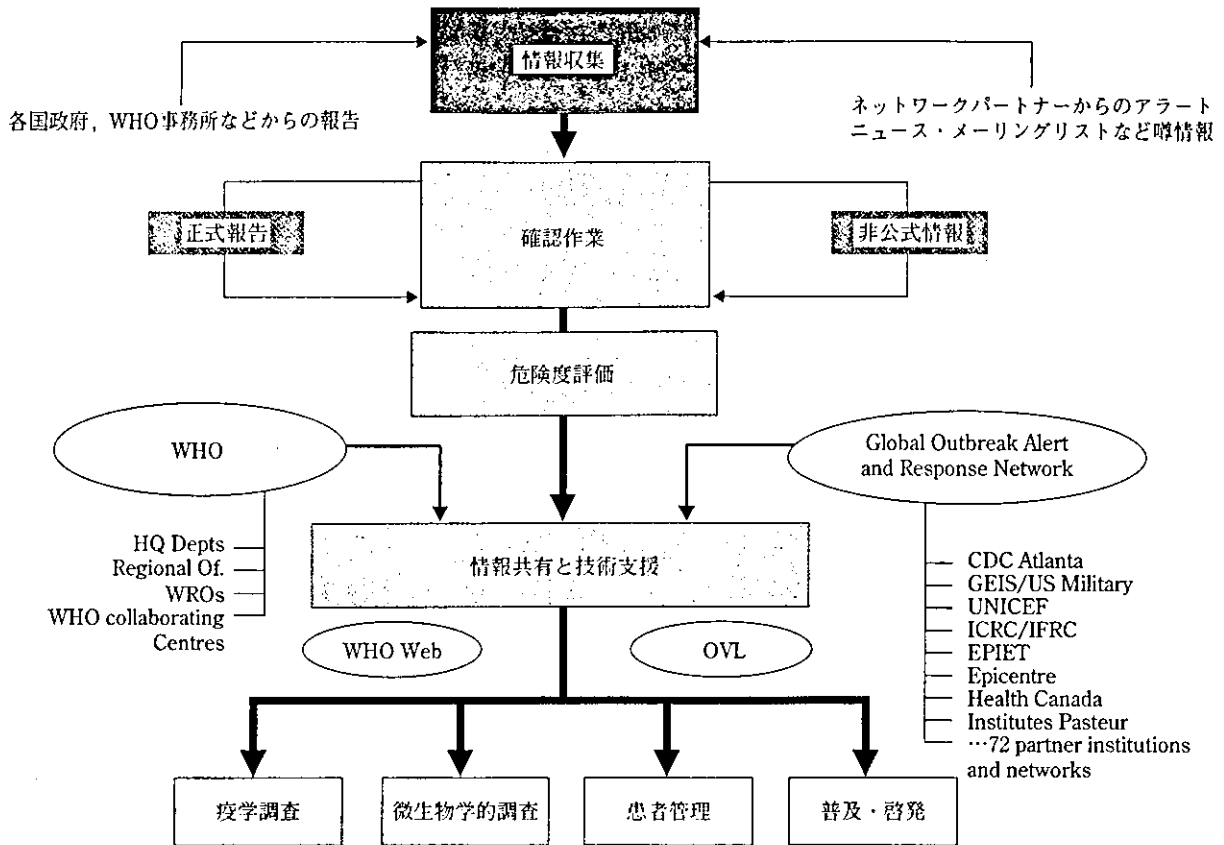 情報収集
各国政府，WHO事務所などからの報告
ネットワークパートナーからのアラート
ニュース・メーリングリストなど噂情報
正式報告
確認作業
非公式情報
危険度評価
WHO
Global Outbreak Alert
and Response Network
HQ Depts
Regional Of.
WROs
WHO collaborating
Centres
情報共有と技術支援
CDC Atlanta
GEIS/US Military
UNICEF
ICRC/IFRC
EPIET
Epicentre
Health Canada
Institutes Pasteur
…72 partner institutions
and networks
WHO Web
OVL
疫学調査
微生物学的調査
患者管理
普及・啓発